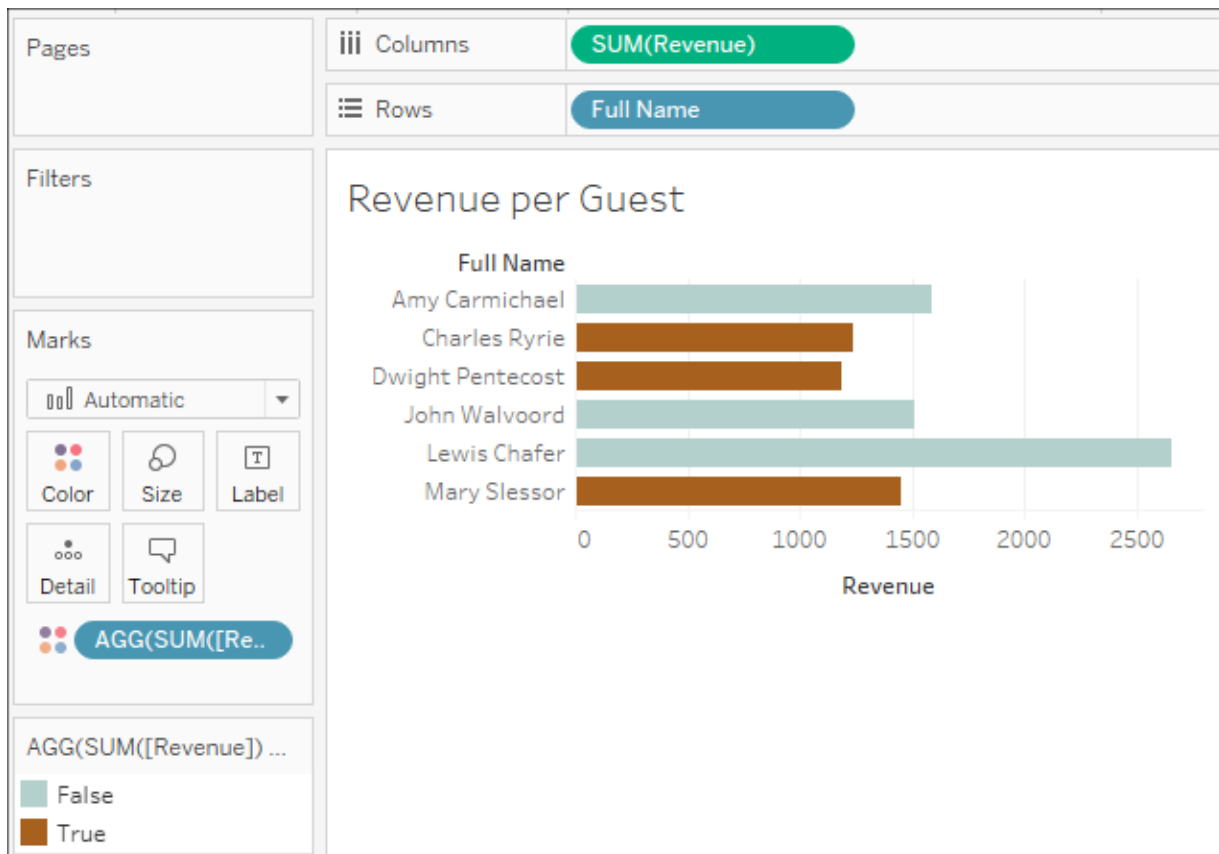 Pages
Columns
SUM(Revenue)
Rows
Full Name
Filters
Marks
Automatic
Color
Size
T
Label
Detail
Tooltip
AGG(SUM([Re..
AGG(SUM([Revenue]) ...
False
True
Revenue per Guest
Full Name
Amy Carmichael
Charles Ryrie
Dwight Pentecost
John Walvoord
Lewis Chafer
Mary Slessor
0 500 1000 1500 2000 2500
Revenue